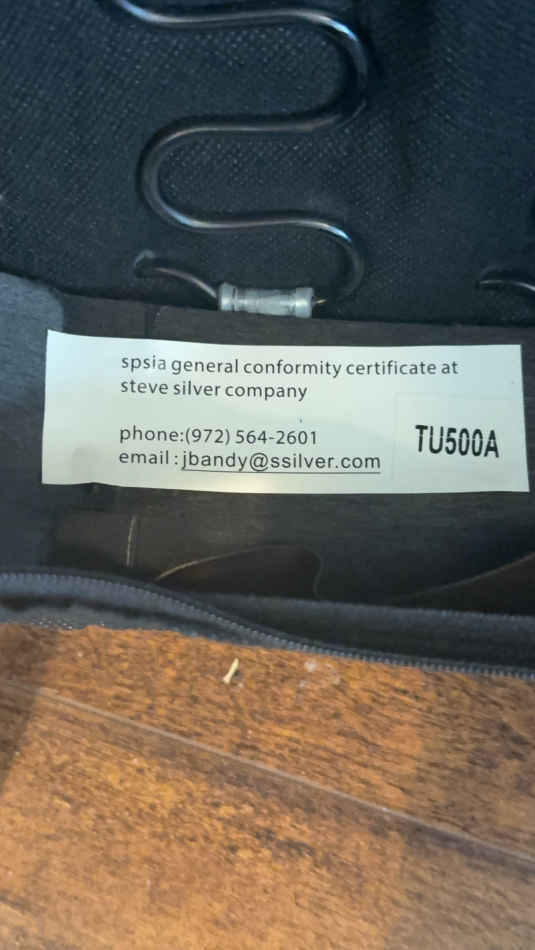 spsia general conformity certificate at
steve silver company
phone:(972) 564-2601
email:jbandy@ssilver.com
TU500A